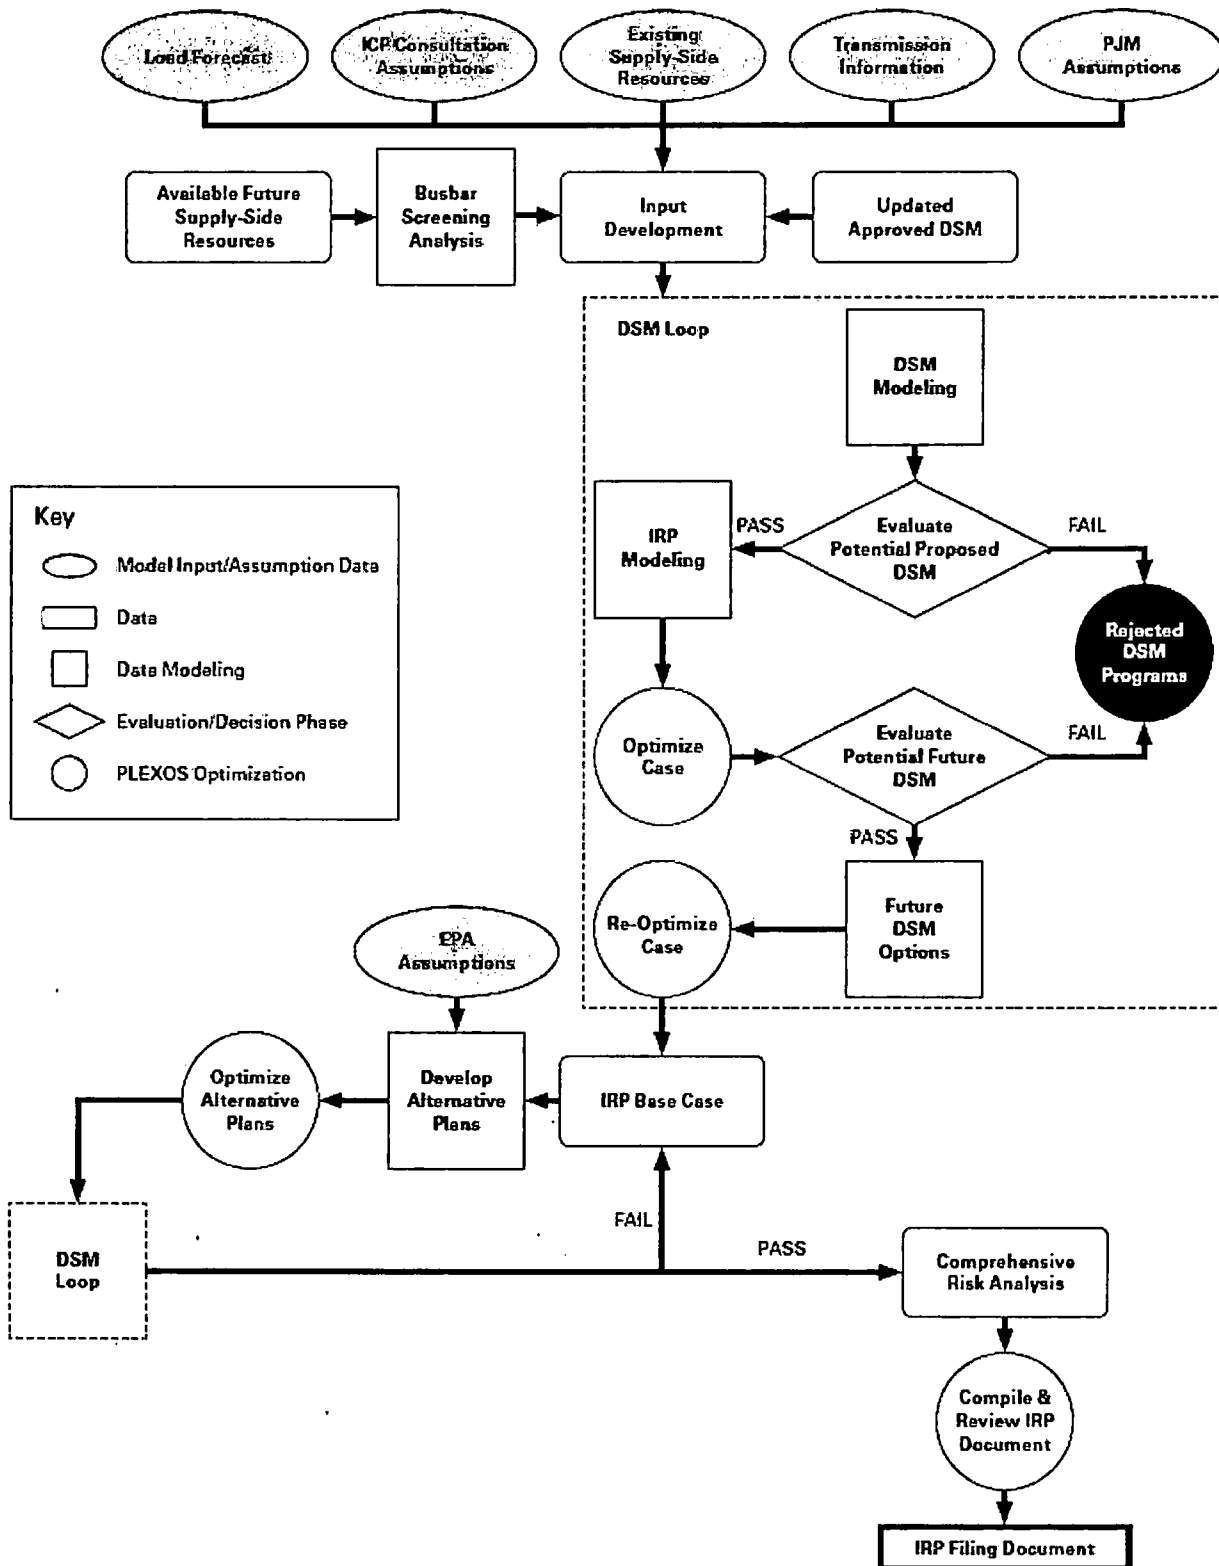 Load Forecast
ICF Consultation
Assumptions
Existing
Supply-Side
Resources
Transmission
Information
PJM
Assumptions
Available Future
Supply-Side
Resources
Busbar
Screening
Analysis
Input
Development
Updated
Approved DSM
DSM Loop
DSM
Modeling
Key
Model Input/Assumption Data
Data
Data Modeling
Evaluation/Decision Phase
PLEXOS Optimization
IRP
Modeling
PASS
Evaluate
Potential Proposed
DSM
FAIL
Rejected
DSM
Programs
Optimize
Case
Evaluate
Potential Future
DSM
FAIL
PASS
Re-Optimize
Case
Future
DSM
Options
EPA
Assumptions
Optimize
Alternative
Plans
Develop
Alternative
Plans
IRP Base Case
DSM
Loop
FAIL
PASS
Comprehensive
Risk Analysis
Compile &
Review IRP
Document
IRP Filing Document